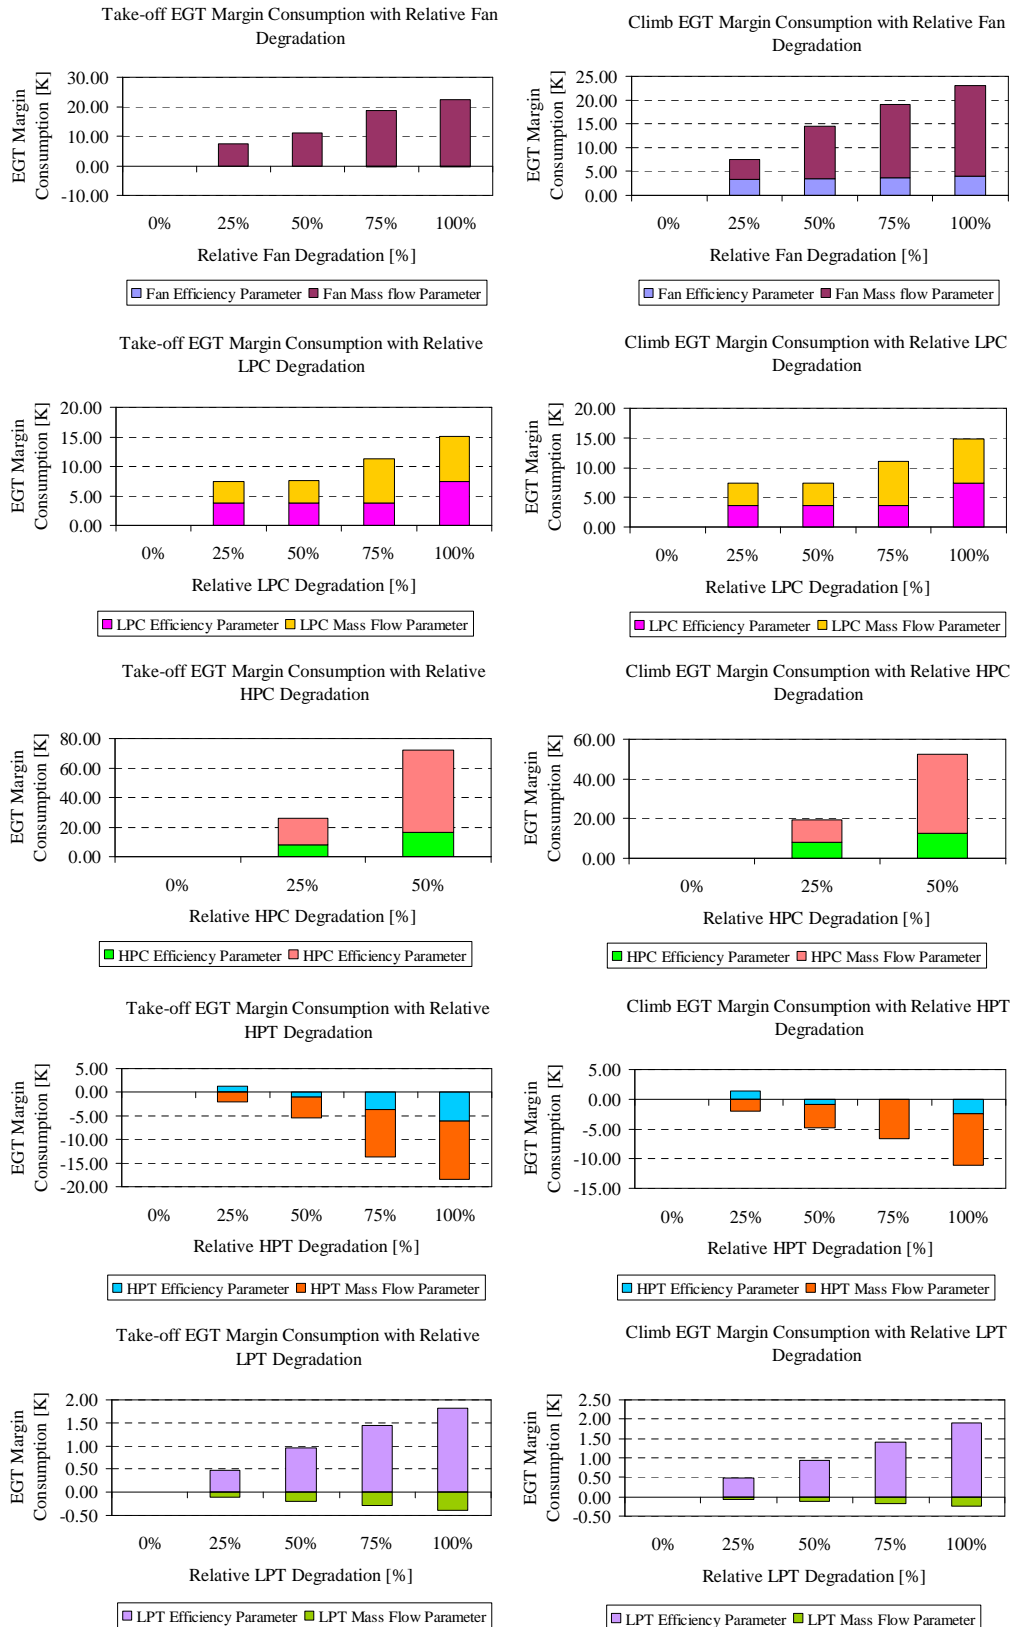 Take-off EGT Margin Consumption with Relative Fan
Degradation
EGT Margin
Consumption [K]
30.00
20.00
10.00
0.00
-10.00
0% 25% 50% 75% 100%
Relative Fan Degradation [%]
Fan Efficiency Parameter Fan Mass flow Parameter
Climb EGT Margin Consumption with Relative Fan
Degradation
EGT Margin
Consumption [K]
25.00
20.00
15.00
10.00
5.00
0.00
0% 25% 50% 75% 100%
Relative Fan Degradation [%]
Fan Efficiency Parameter Fan Mass flow Parameter
Take-off EGT Margin Consumption with Relative
LPC Degradation
EGT Margin
Consumption [K]
20.00
15.00
10.00
5.00
0.00
0% 25% 50% 75% 100%
Relative LPC Degradation [%]
LPC Efficiency Parameter LPC Mass Flow Parameter
Climb EGT Margin Consumption with Relative LPC
Degradation
EGT Margin
Consumption [K]
20.00
15.00
10.00
5.00
0.00
0% 25% 50% 75% 100%
Relative LPC Degradation [%]
LPC Efficiency Parameter LPC Mass Flow Parameter
Take-off EGT Margin Consumption with Relative
HPC Degradation
EGT Margin
Consumption [K]
80.00
60.00
40.00
20.00
0.00
0% 25% 50%
Relative HPC Degradation [%]
HPC Efficiency Parameter HPC Efficiency Parameter
Climb EGT Margin Consumption with Relative HPC
Degradation
EGT Margin
Consumption [K]
60.00
40.00
20.00
0.00
0% 25% 50%
Relative HPC Degradation [%]
HPC Efficiency Parameter HPC Mass Flow Parameter
Take-off EGT Margin Consumption with Relative
HPT Degradation
EGT Margin
Consumption [K]
5.00
0.00
-5.00
-10.00
-15.00
-20.00
0% 25% 50% 75% 100%
Relative HPT Degradation [%]
HPT Efficiency Parameter HPT Mass Flow Parameter
Climb EGT Margin Consumption with Relative HPT
Degradation
EGT Margin
Consumption [K]
5.00
0.00
-5.00
-10.00
-15.00
0% 25% 50% 75% 100%
Relative HPT Degradation [%]
HPT Efficiency Parameter HPT Mass Flow Parameter
Take-off EGT Margin Consumption with Relative
LPT Degradation
EGT Margin
Consumption [K]
2.00
1.50
1.00
0.50
0.00
-0.50
0% 25% 50% 75% 100%
Relative LPT Degradation [%]
LPT Efficiency Parameter LPT Mass Flow Parameter
Climb EGT Margin Consumption with Relative LPT
Degradation
EGT Margin
Consumption [K]
2.50
2.00
1.50
1.00
0.50
0.00
-0.50
0% 25% 50% 75% 100%
Relative LPT Degradation [%]
LPT Efficiency Parameter LPT Mass Flow Parameter